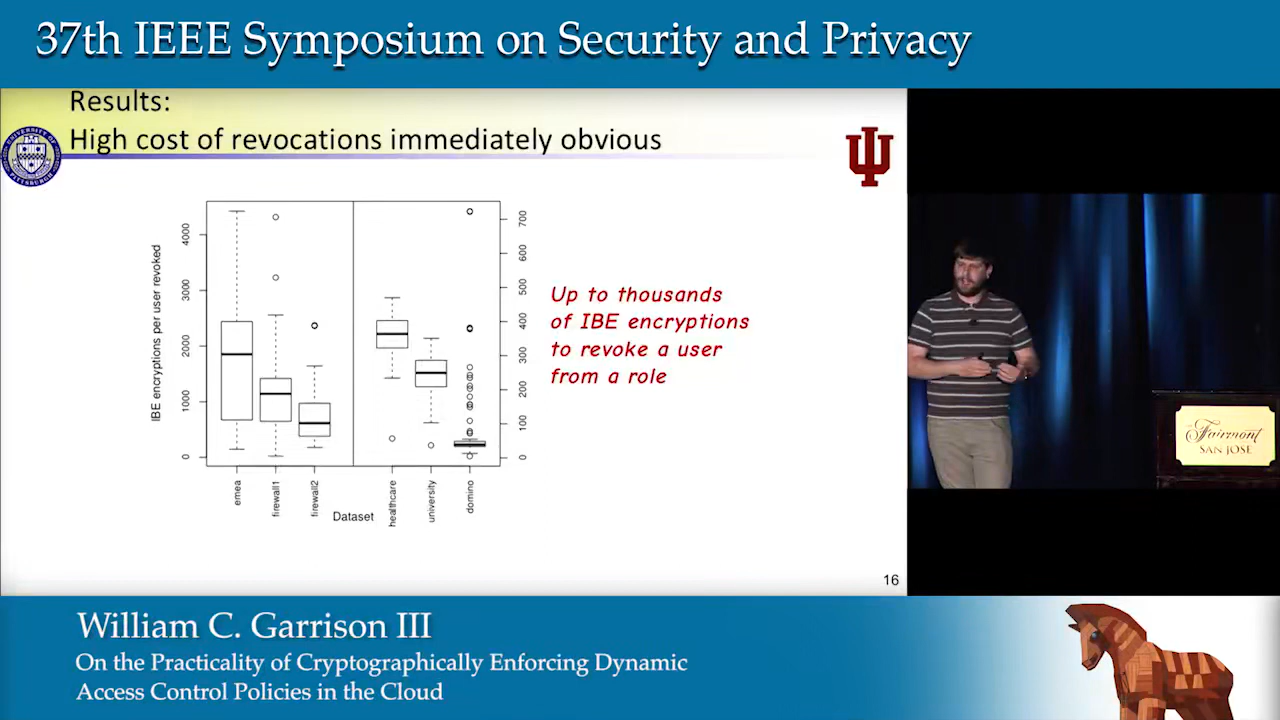 37th IEEE Symposium on Security and Privacy
Results:
High cost of revocations immediately obvious
UNIVERSITY OF
PITTSBURGH
IBE encryptions per user revoked
0
1000
2000
3000
4000
0
100
200
300
400
500
600
700
emea
firewall1
firewall2
healthcare
university
domino
Dataset
Up to thousands
of IBE encryptions
to revoke a user
from a role
16
Fairmont
SAN JOSE
William C. Garrison III
On the Practicality of Cryptographically Enforcing Dynamic
Access Control Policies in the Cloud